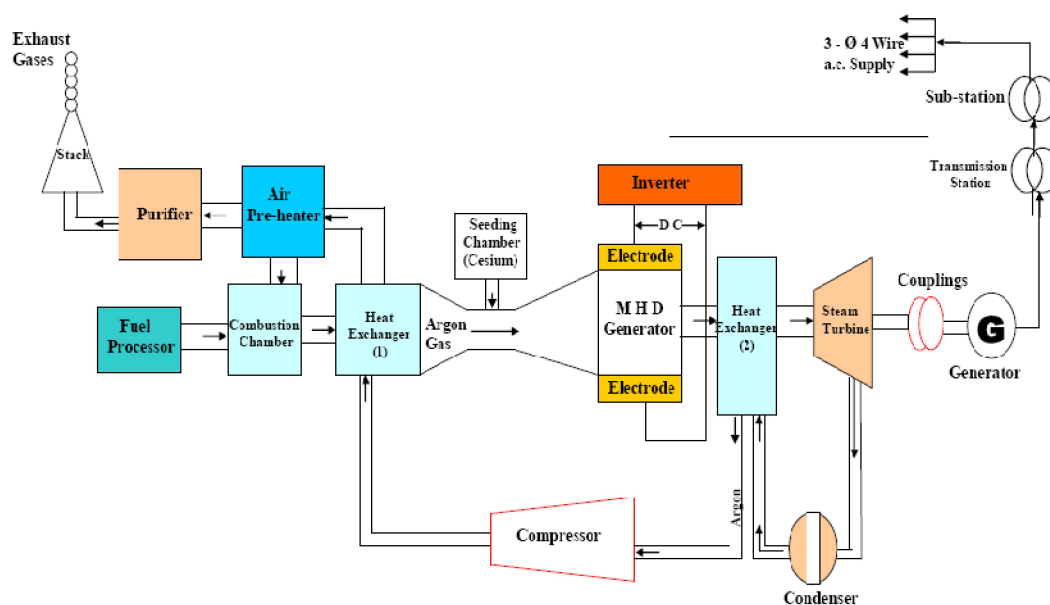 Exhaust
Gases
Stack
Purifier
Air
Pre-heater
Fuel
Processor
Combustion
Chamber
Heat
Exchanger
(1)
Argon
Gas
Seeding
Chamber
(Cesium)
Inverter
D C
Electrode
M H D
Generator
Electrode
Heat
Exchanger
(2)
Steam
Turbine
Couplings
G
Generator
Transmission
Station
Sub-station
3 - Ø 4 Wire
a.c. Supply
Argon
Compressor
Condenser